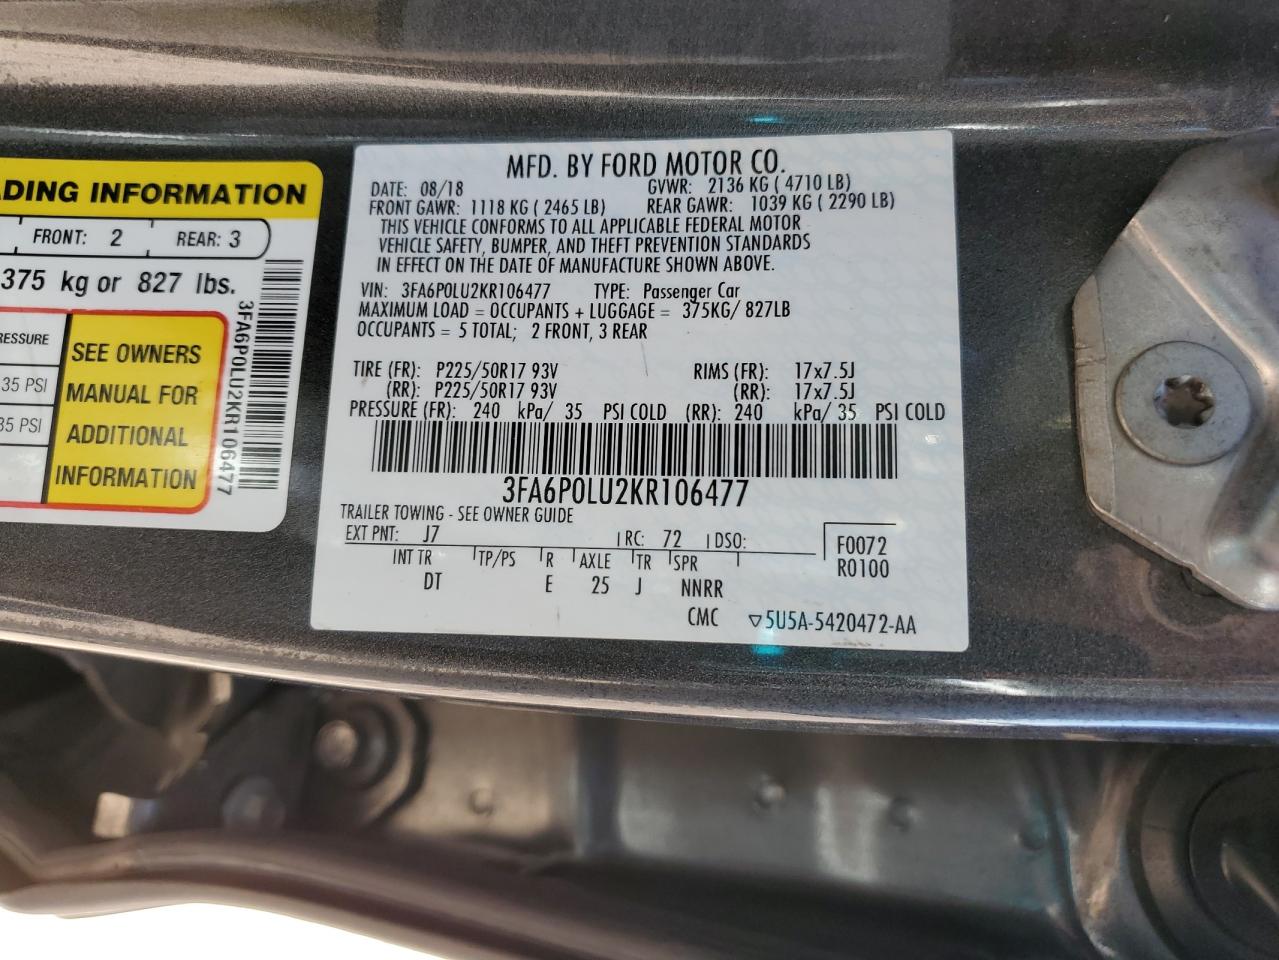 ADING INFORMATION
FRONT: 2 REAR: 3
375 kg or 827 lbs.
RESSURE
35 PSI
35 PSI
SEE OWNERS
MANUAL FOR
ADDITIONAL
INFORMATION
3FA6P0LU2KR106477
MFD. BY FORD MOTOR CO.
DATE: 08/18 GVWR: 2136 KG ( 4710 LB)
FRONT GAWR: 1118 KG ( 2465 LB) REAR GAWR: 1039 KG ( 2290 LB)
THIS VEHICLE CONFORMS TO ALL APPLICABLE FEDERAL MOTOR
VEHICLE SAFETY, BUMPER, AND THEFT PREVENTION STANDARDS
IN EFFECT ON THE DATE OF MANUFACTURE SHOWN ABOVE.
VIN: 3FA6P0LU2KR106477 TYPE: Passenger Car
MAXIMUM LOAD = OCCUPANTS + LUGGAGE = 375KG/ 827LB
OCCUPANTS = 5 TOTAL; 2 FRONT, 3 REAR
TIRE (FR): P225/50R17 93V RIMS (FR): 17x7.5J
(RR): P225/50R17 93V (RR): 17x7.5J
PRESSURE (FR): 240 kPa/ 35 PSI COLD (RR): 240 kPa/ 35 PSI COLD
3FA6P0LU2KR106477
TRAILER TOWING - SEE OWNER GUIDE
EXT PNT: J7 RC: 72 DSO:
F0072
R0100
INT TR TP/PS R AXLE TR SPR
DT E 25 J NNRR
CMC ▽5U5A-5420472-AA